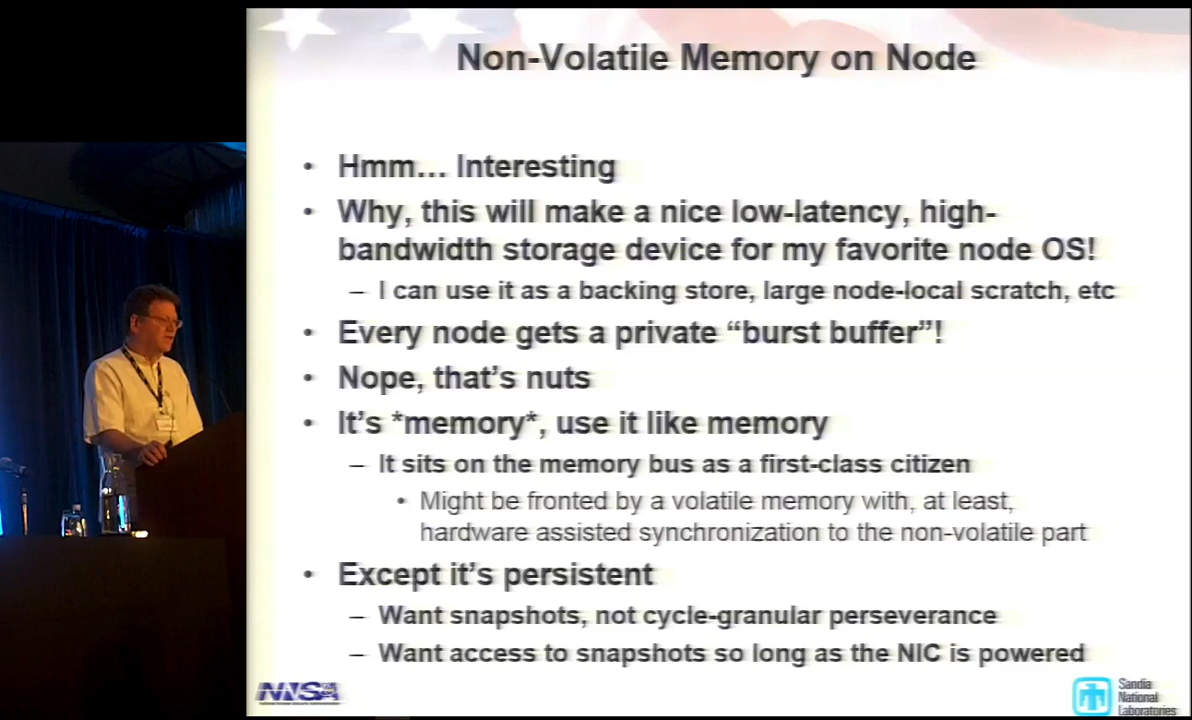 Non-Volatile Memory on Node
• Hmm… Interesting
• Why, this will make a nice low-latency, high-
bandwidth storage device for my favorite node OS!
– I can use it as a backing store, large node-local scratch, etc
• Every node gets a private “burst buffer”!
• Nope, that’s nuts
• It’s *memory*, use it like memory
– It sits on the memory bus as a first-class citizen
• Might be fronted by a volatile memory with, at least,
hardware assisted synchronization to the non-volatile part
• Except it’s persistent
– Want snapshots, not cycle-granular perseverance
– Want access to snapshots so long as the NIC is powered
NNSA
Sandia
National
Laboratories